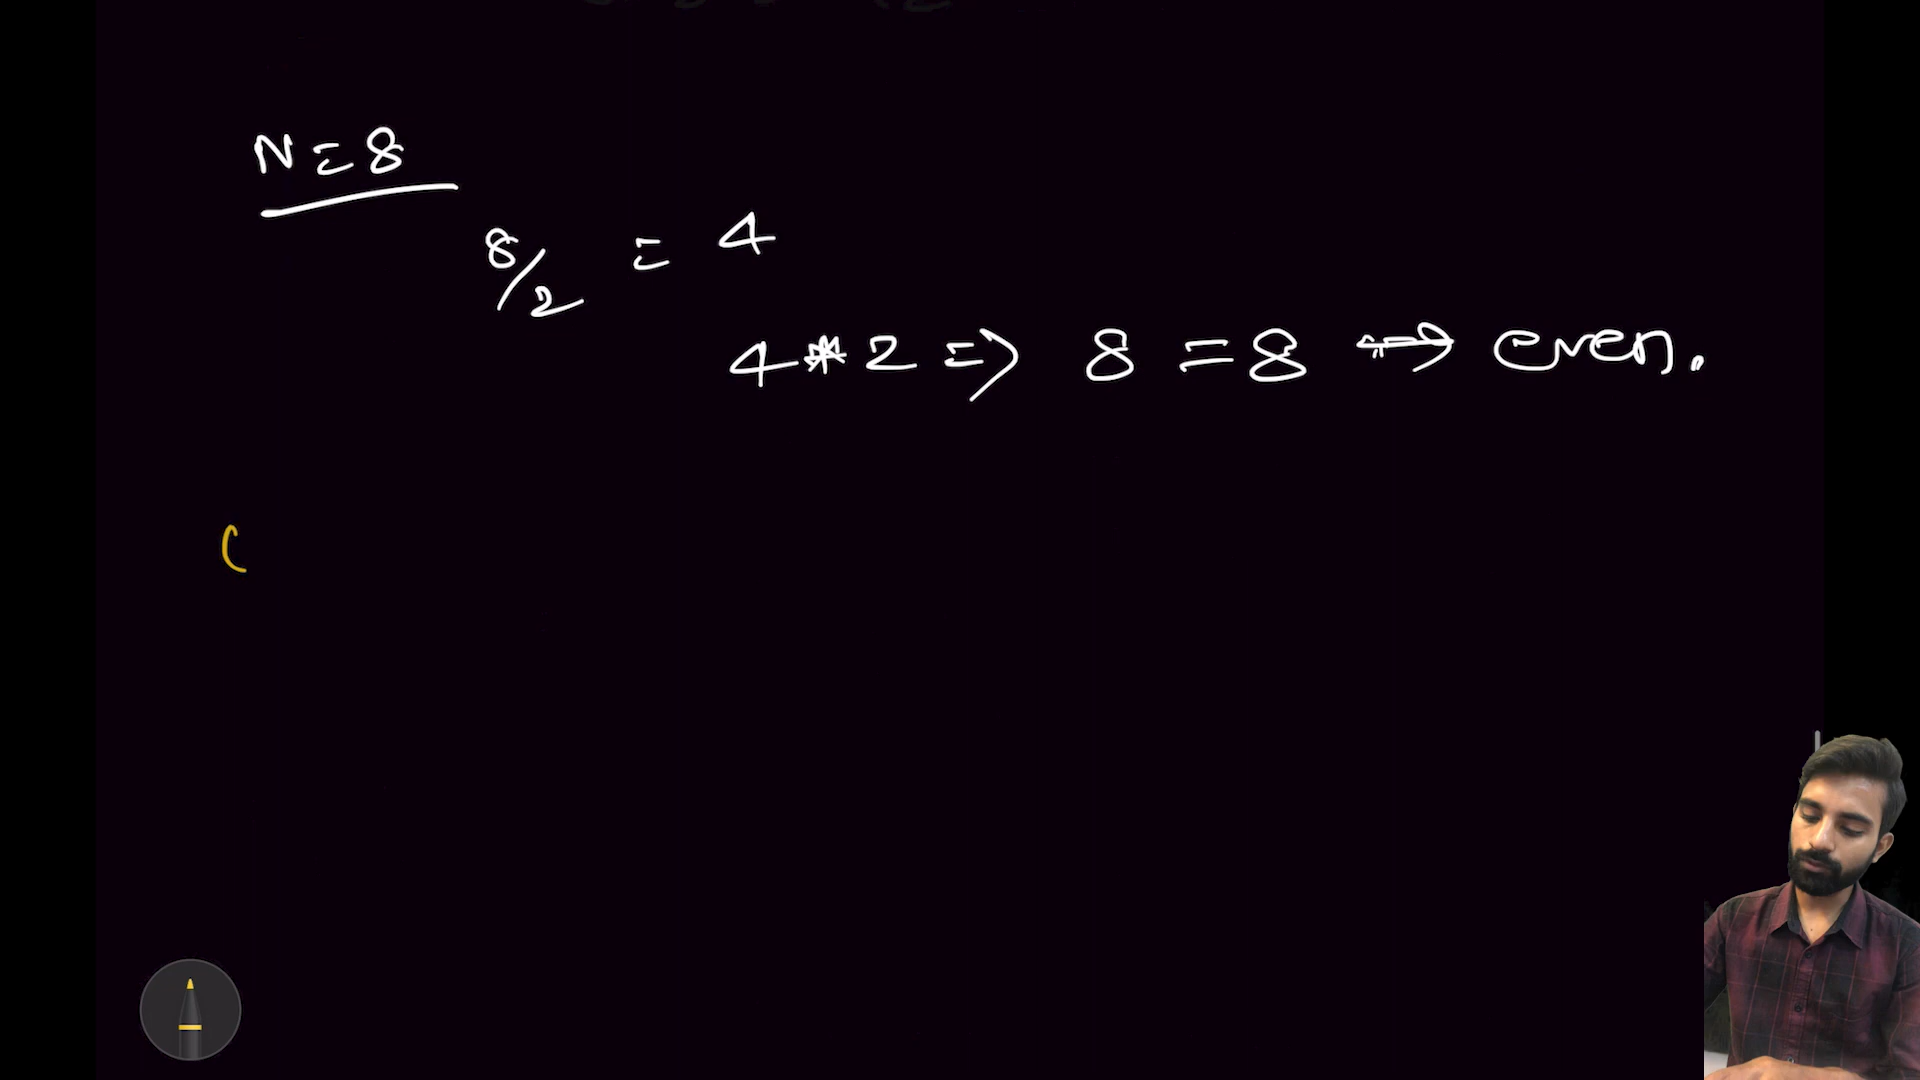 N = 8
8/2 = 4
4 * 2 => 8 = 8 → even.
(